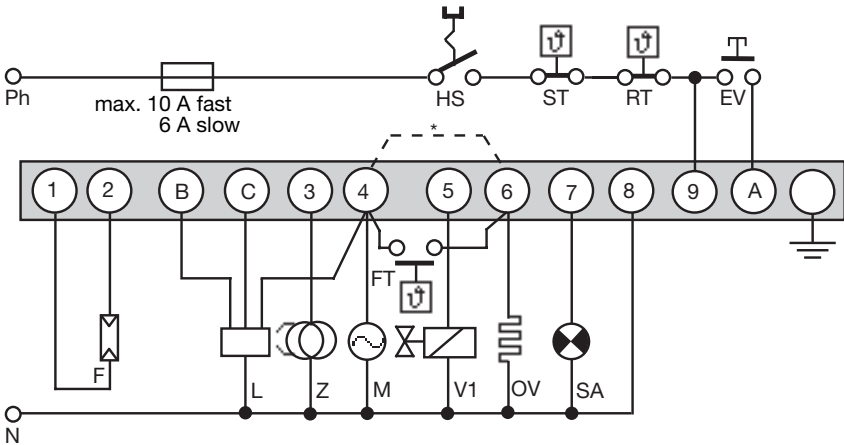 ϑ
ϑ
Ph
max. 10 A fast
6 A slow
HS
ST
RT
EV
*
1 2 B C 3 4 5 6 7 8 9 A
FT
ϑ
F
L
Z
M
V1
OV
SA
N